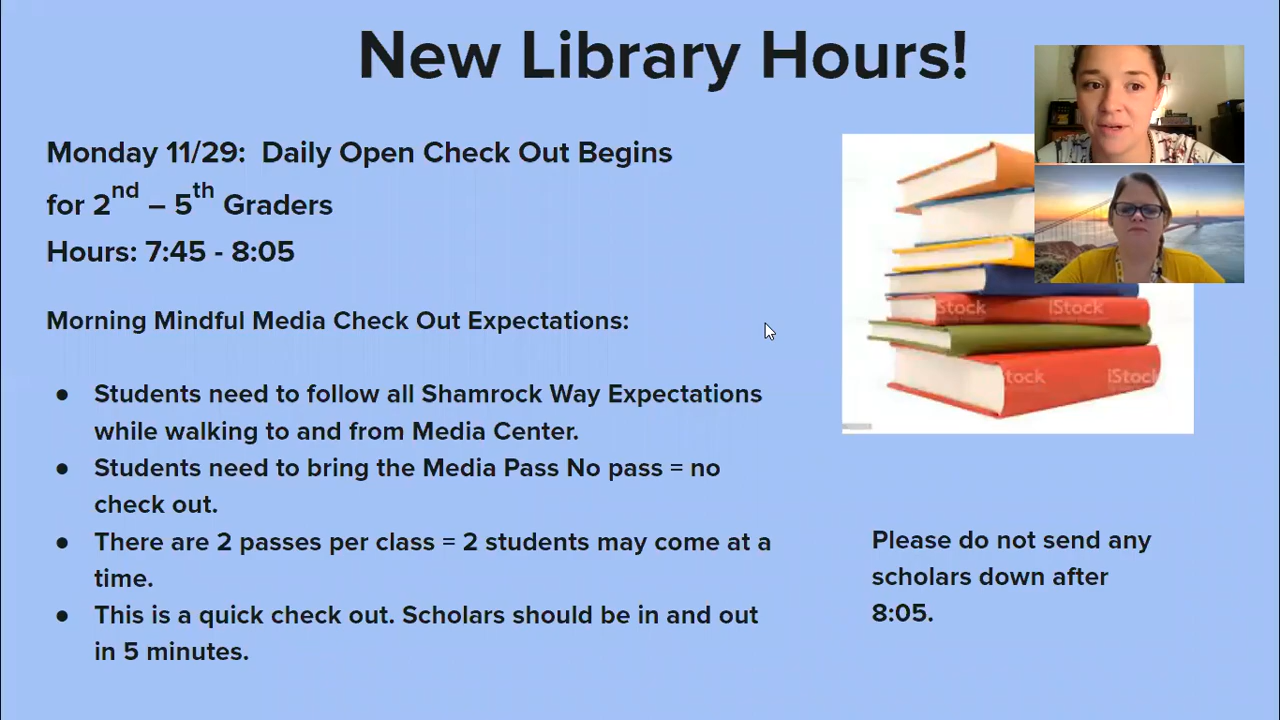 New Library Hours!
Monday 11/29:  Daily Open Check Out Begins
for 2nd – 5th Graders
Hours: 7:45 - 8:05
Morning Mindful Media Check Out Expectations:
● Students need to follow all Shamrock Way Expectations
while walking to and from Media Center.
● Students need to bring the Media Pass No pass = no
check out.
● There are 2 passes per class = 2 students may come at a
time.
● This is a quick check out. Scholars should be in and out
in 5 minutes.
iStock
iStock
tock
iStock
Please do not send any
scholars down after
8:05.